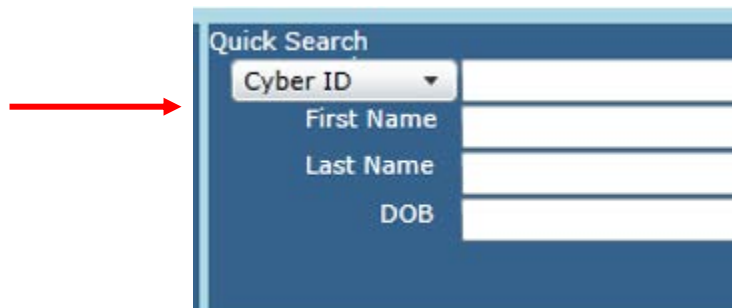 Quick Search
Cyber ID
First Name
Last Name
DOB